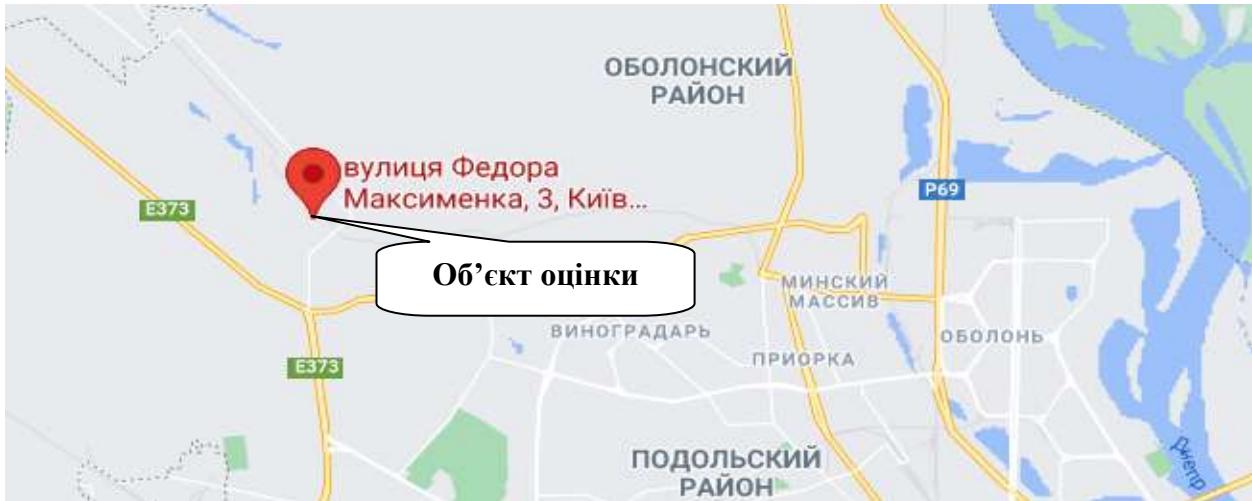 ОБОЛОНСКИЙ
РАЙОН
вулиця Федора
Максименка, 3, Київ...
E373
P69
Об’єкт оцінки
МИНСКИЙ
МАССИВ
ВИНОГРАДАРЬ
ОБОЛОНЬ
ПРИОРКА
E373
ПОДОЛЬСКИЙ
РАЙОН
Днепр